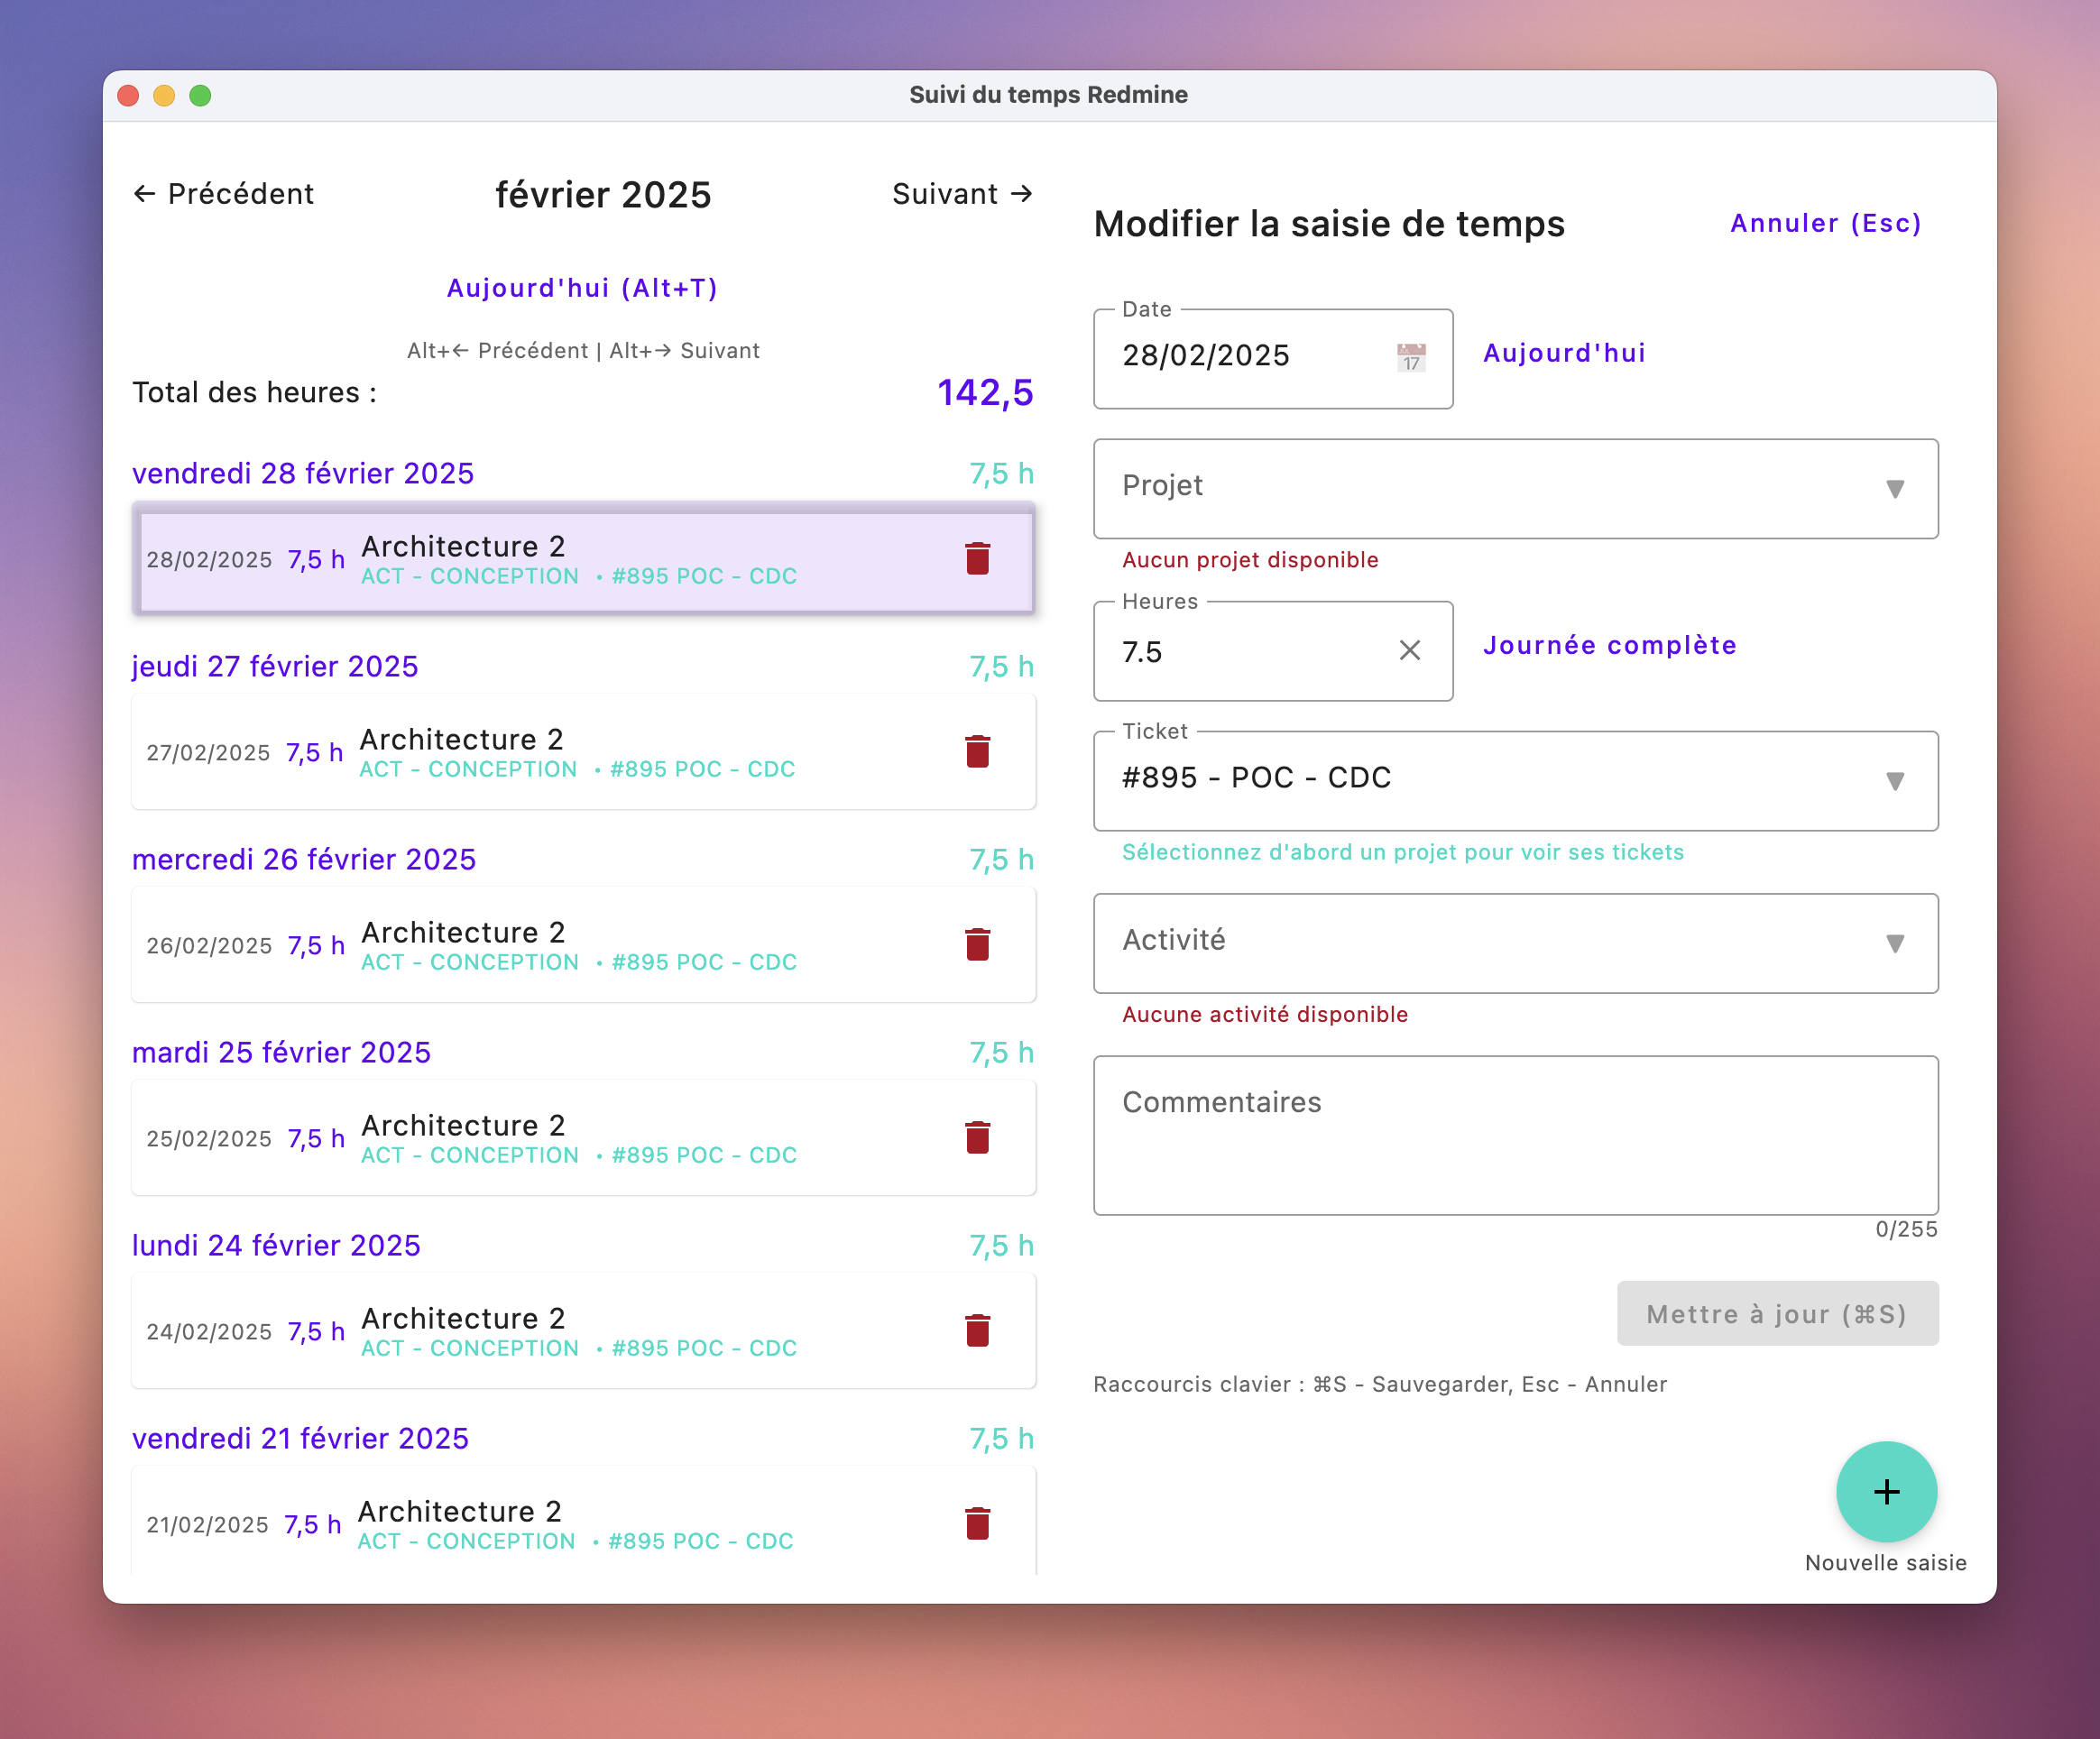 Suivi du temps Redmine
← Précédent février 2025 Suivant →
Aujourd'hui (Alt+T)
Alt+← Précédent | Alt+→ Suivant
Total des heures : 142,5
vendredi 28 février 2025 7,5 h
28/02/2025 7,5 h Architecture 2
ACT - CONCEPTION • #895 POC - CDC
jeudi 27 février 2025 7,5 h
27/02/2025 7,5 h Architecture 2
ACT - CONCEPTION • #895 POC - CDC
mercredi 26 février 2025 7,5 h
26/02/2025 7,5 h Architecture 2
ACT - CONCEPTION • #895 POC - CDC
mardi 25 février 2025 7,5 h
25/02/2025 7,5 h Architecture 2
ACT - CONCEPTION • #895 POC - CDC
lundi 24 février 2025 7,5 h
24/02/2025 7,5 h Architecture 2
ACT - CONCEPTION • #895 POC - CDC
vendredi 21 février 2025 7,5 h
21/02/2025 7,5 h Architecture 2
ACT - CONCEPTION • #895 POC - CDC
Modifier la saisie de temps Annuler (Esc)
Date
28/02/2025 17 Aujourd'hui
Projet
Aucun projet disponible
Heures
7.5 Journée complète
Ticket
#895 - POC - CDC
Sélectionnez d'abord un projet pour voir ses tickets
Activité
Aucune activité disponible
Commentaires
0/255
Mettre à jour (⌘S)
Raccourcis clavier : ⌘S - Sauvegarder, Esc - Annuler
+
Nouvelle saisie